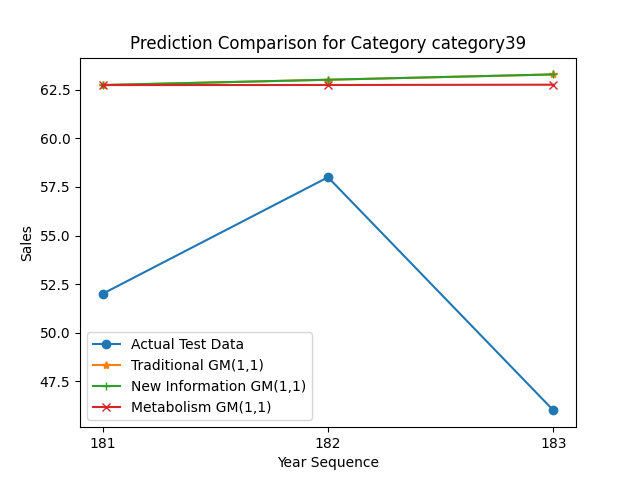 Prediction Comparison for Category category39
Sales
62.5
60.0
57.5
55.0
52.5
50.0
47.5
Actual Test Data
Traditional GM(1,1)
New Information GM(1,1)
Metabolism GM(1,1)
181
182
183
Year Sequence